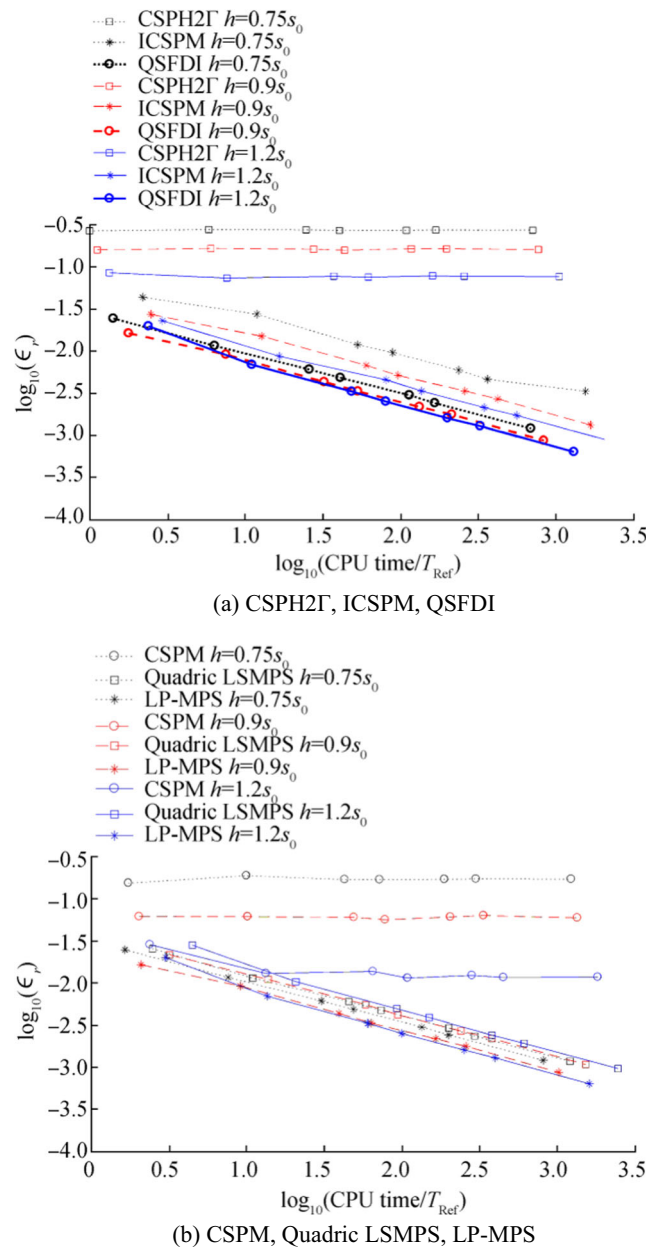 CSPH2Γ h=0.75s0
ICSPM h=0.75s0
QSFDI h=0.75s0
CSPH2Γ h=0.9s0
ICSPM h=0.9s0
QSFDI h=0.9s0
CSPH2Γ h=1.2s0
ICSPM h=1.2s0
QSFDI h=1.2s0
-0.5
-1.0
-1.5
-2.0
-2.5
-3.0
-3.5
-4.0
log10(ϵr)
0 0.5 1.0 1.5 2.0 2.5 3.0 3.5
log10(CPU time/TRef)
(a) CSPH2Γ, ICSPM, QSFDI
CSPM h=0.75s0
Quadric LSMPS h=0.75s0
LP-MPS h=0.75s0
CSPM h=0.9s0
Quadric LSMPS h=0.9s0
LP-MPS h=0.9s0
CSPM h=1.2s0
Quadric LSMPS h=1.2s0
LP-MPS h=1.2s0
-0.5
-1.0
-1.5
-2.0
-2.5
-3.0
-3.5
-4.0
log10(ϵr)
0 0.5 1.0 1.5 2.0 2.5 3.0 3.5
log10(CPU time/TRef)
(b) CSPM, Quadric LSMPS, LP-MPS